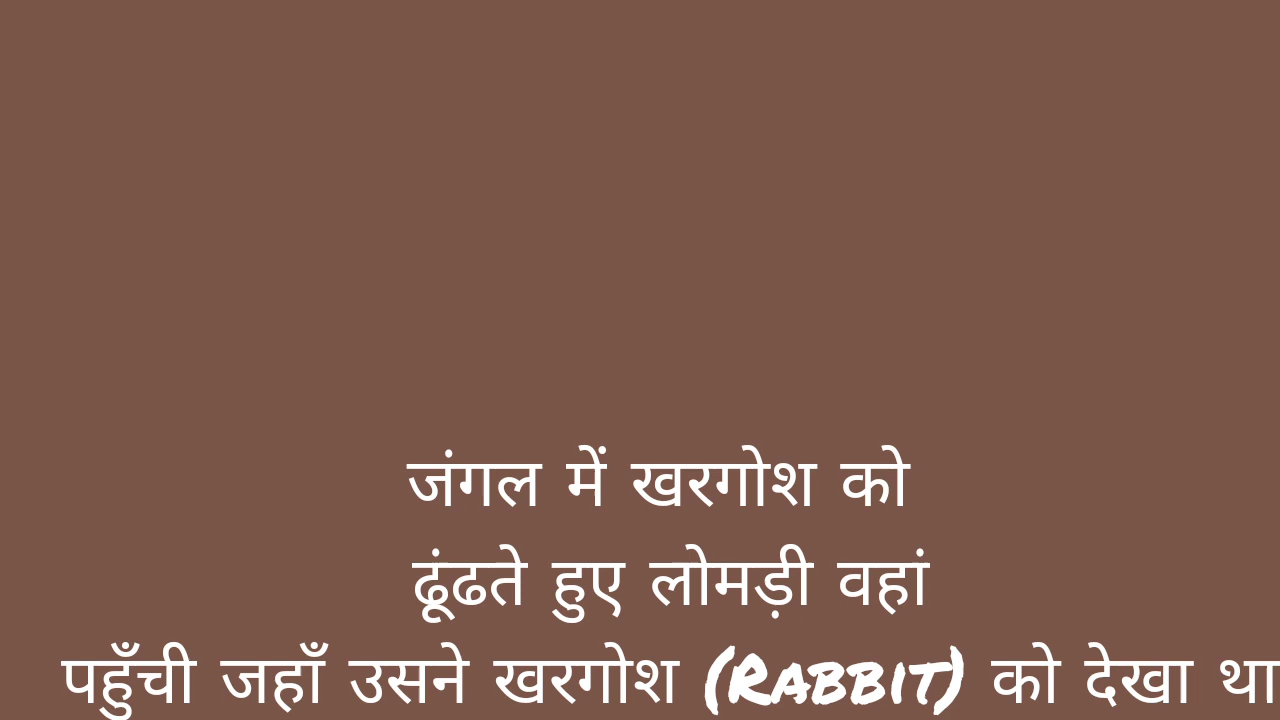 जंगल में खरगोश को
ढूंढते हुए लोमड़ी वहां
पहुँची जहाँ उसने खरगोश (Rabbit) को देखा था